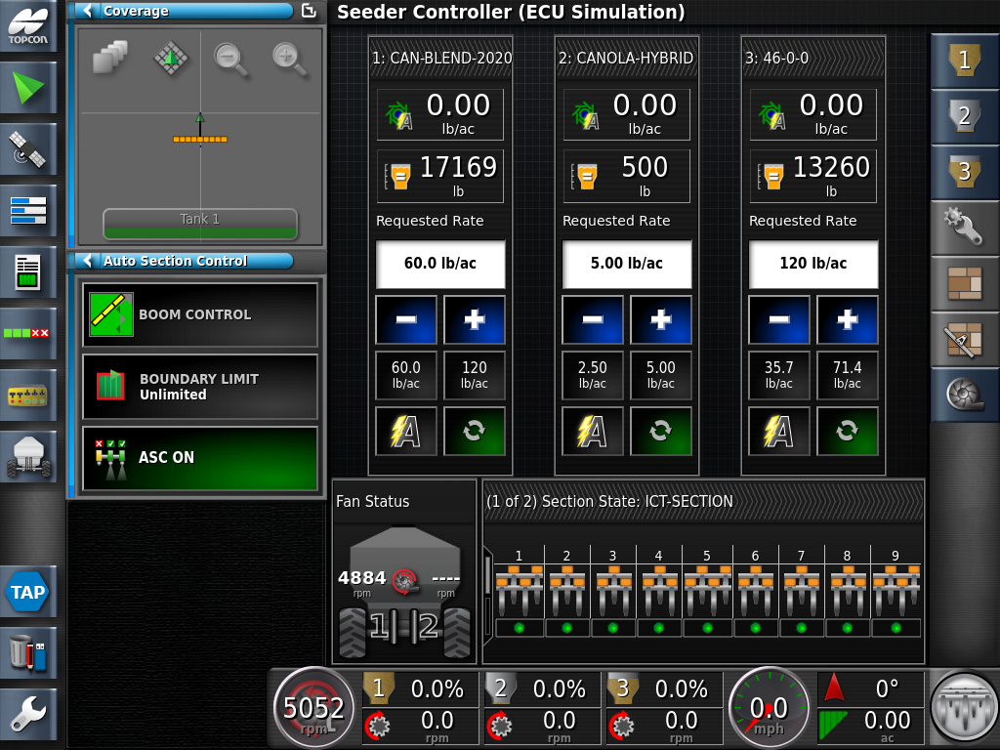 TOPCON
Coverage
Tank 1
Auto Section Control
BOOM CONTROL
BOUNDARY LIMIT
Unlimited
ASC ON
TAP
Seeder Controller (ECU Simulation)
1: CAN-BLEND-2020
0.00
lb/ac
17169
lb
Requested Rate
60.0 lb/ac
60.0
lb/ac
120
lb/ac
A
2: CANOLA-HYBRID
0.00
lb/ac
500
lb
Requested Rate
5.00 lb/ac
2.50
lb/ac
5.00
lb/ac
A
3: 46-0-0
0.00
lb/ac
13260
lb
Requested Rate
120 lb/ac
35.7
lb/ac
71.4
lb/ac
A
1
2
3
Fan Status
4884
rpm
----
rpm
1 2
(1 of 2) Section State: ICT-SECTION
1 2 3 4 5 6 7 8 9
5052
rpm
1 0.0%
0.0
rpm
2 0.0%
0.0
rpm
3 0.0%
0.0
rpm
0.0
mph
0°
0.00
ac